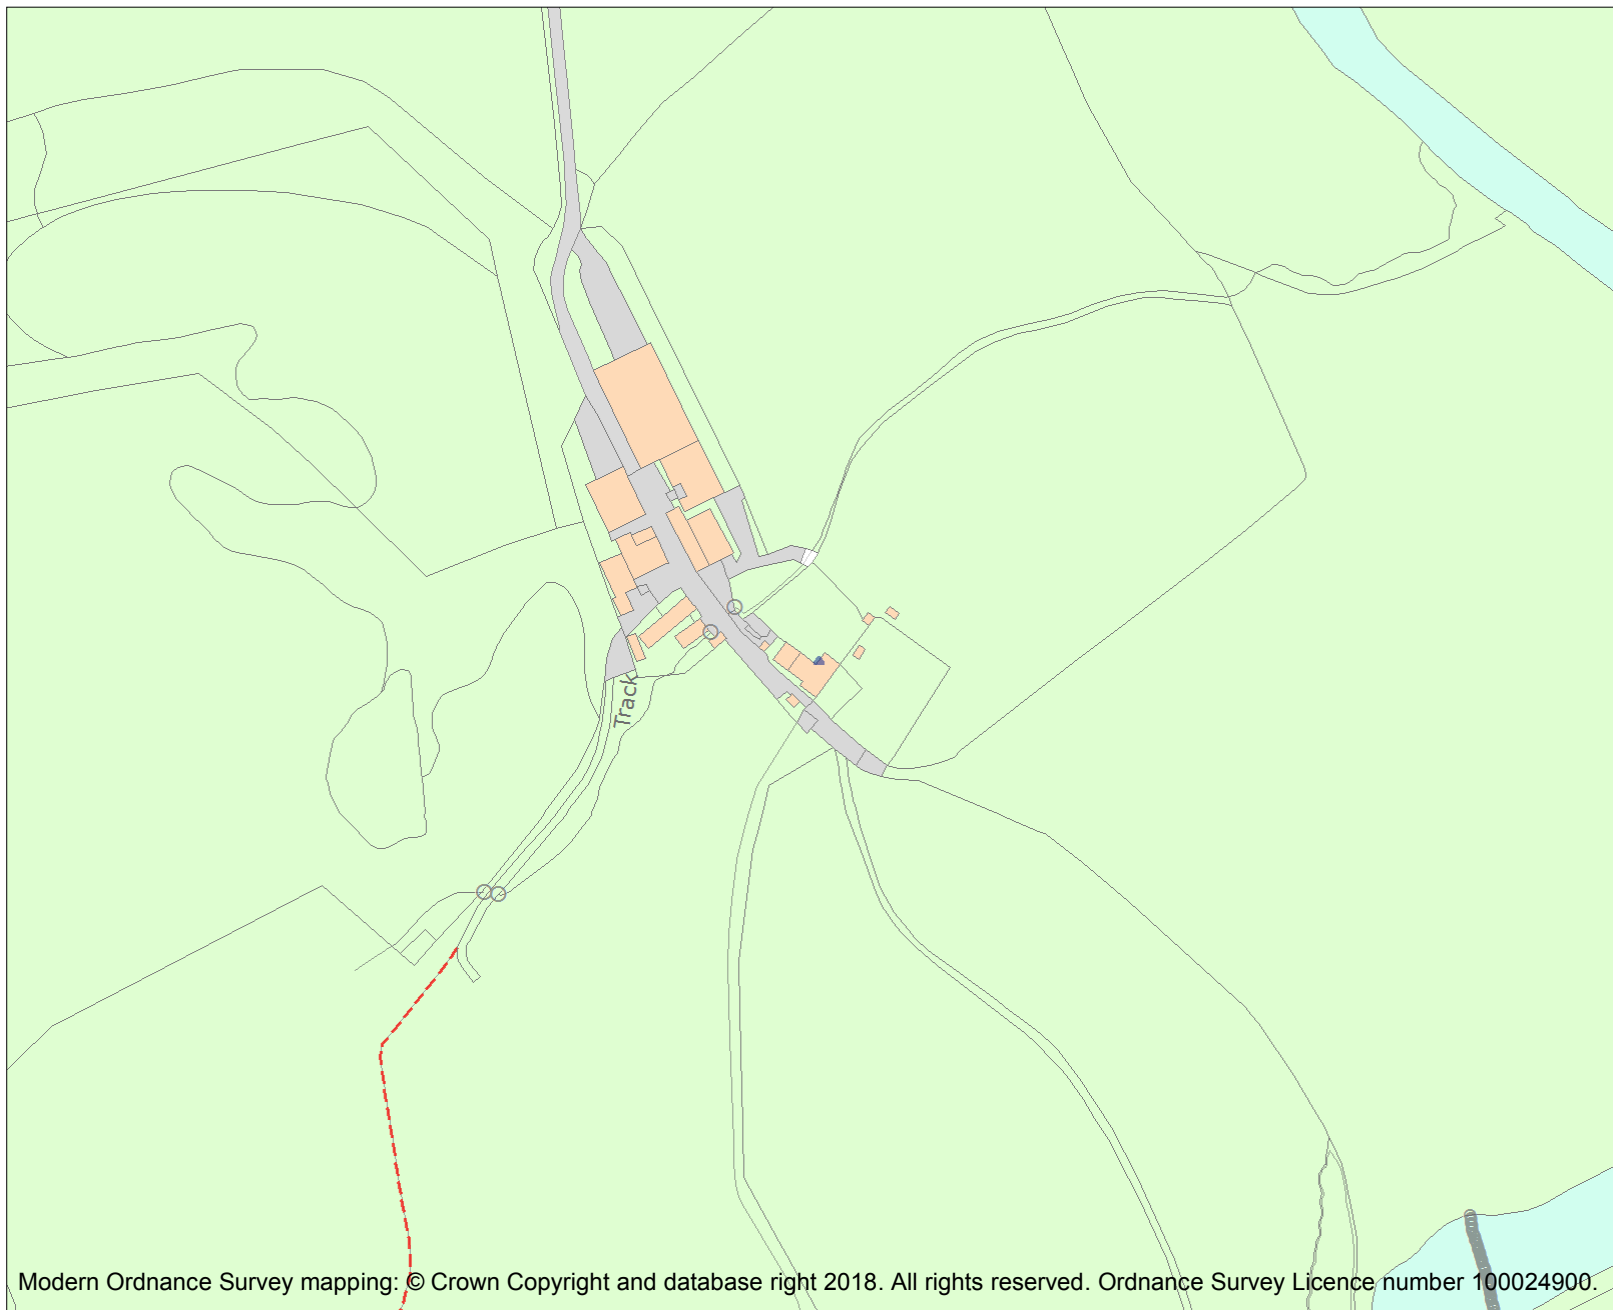 Track
Modern Ordnance Survey mapping: © Crown Copyright and database right 2018. All rights reserved. Ordnance Survey Licence number 100024900.